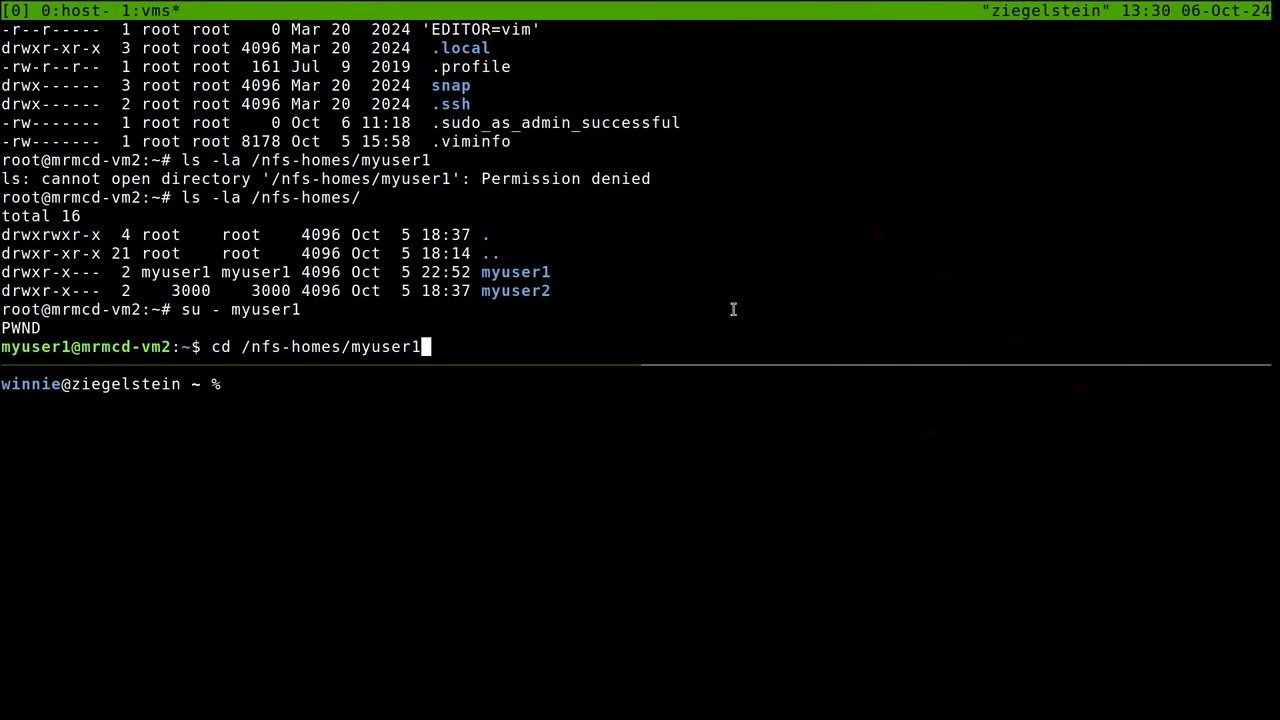 [0] 0:host- 1:vms* "ziegelstein" 13:30 06-Oct-24
-r--r----- 1 root root 0 Mar 20 2024 'EDITOR=vim'
drwxr-xr-x 3 root root 4096 Mar 20 2024 .local
-rw-r--r-- 1 root root 161 Jul 9 2019 .profile
drwx------ 3 root root 4096 Mar 20 2024 snap
drwx------ 2 root root 4096 Mar 20 2024 .ssh
-rw------- 1 root root 0 Oct 6 11:18 .sudo_as_admin_successful
-rw------- 1 root root 8178 Oct 5 15:58 .viminfo
root@mrmcd-vm2:~# ls -la /nfs-homes/myuser1
ls: cannot open directory '/nfs-homes/myuser1': Permission denied
root@mrmcd-vm2:~# ls -la /nfs-homes/
total 16
drwxrwxr-x 4 root root 4096 Oct 5 18:37 .
drwxr-xr-x 21 root root 4096 Oct 5 18:14 ..
drwxr-x--- 2 myuser1 myuser1 4096 Oct 5 22:52 myuser1
drwxr-x--- 2 3000 3000 4096 Oct 5 18:37 myuser2
root@mrmcd-vm2:~# su - myuser1
PWND
myuser1@mrmcd-vm2:~$ cd /nfs-homes/myuser1
winnie@ziegelstein ~ %